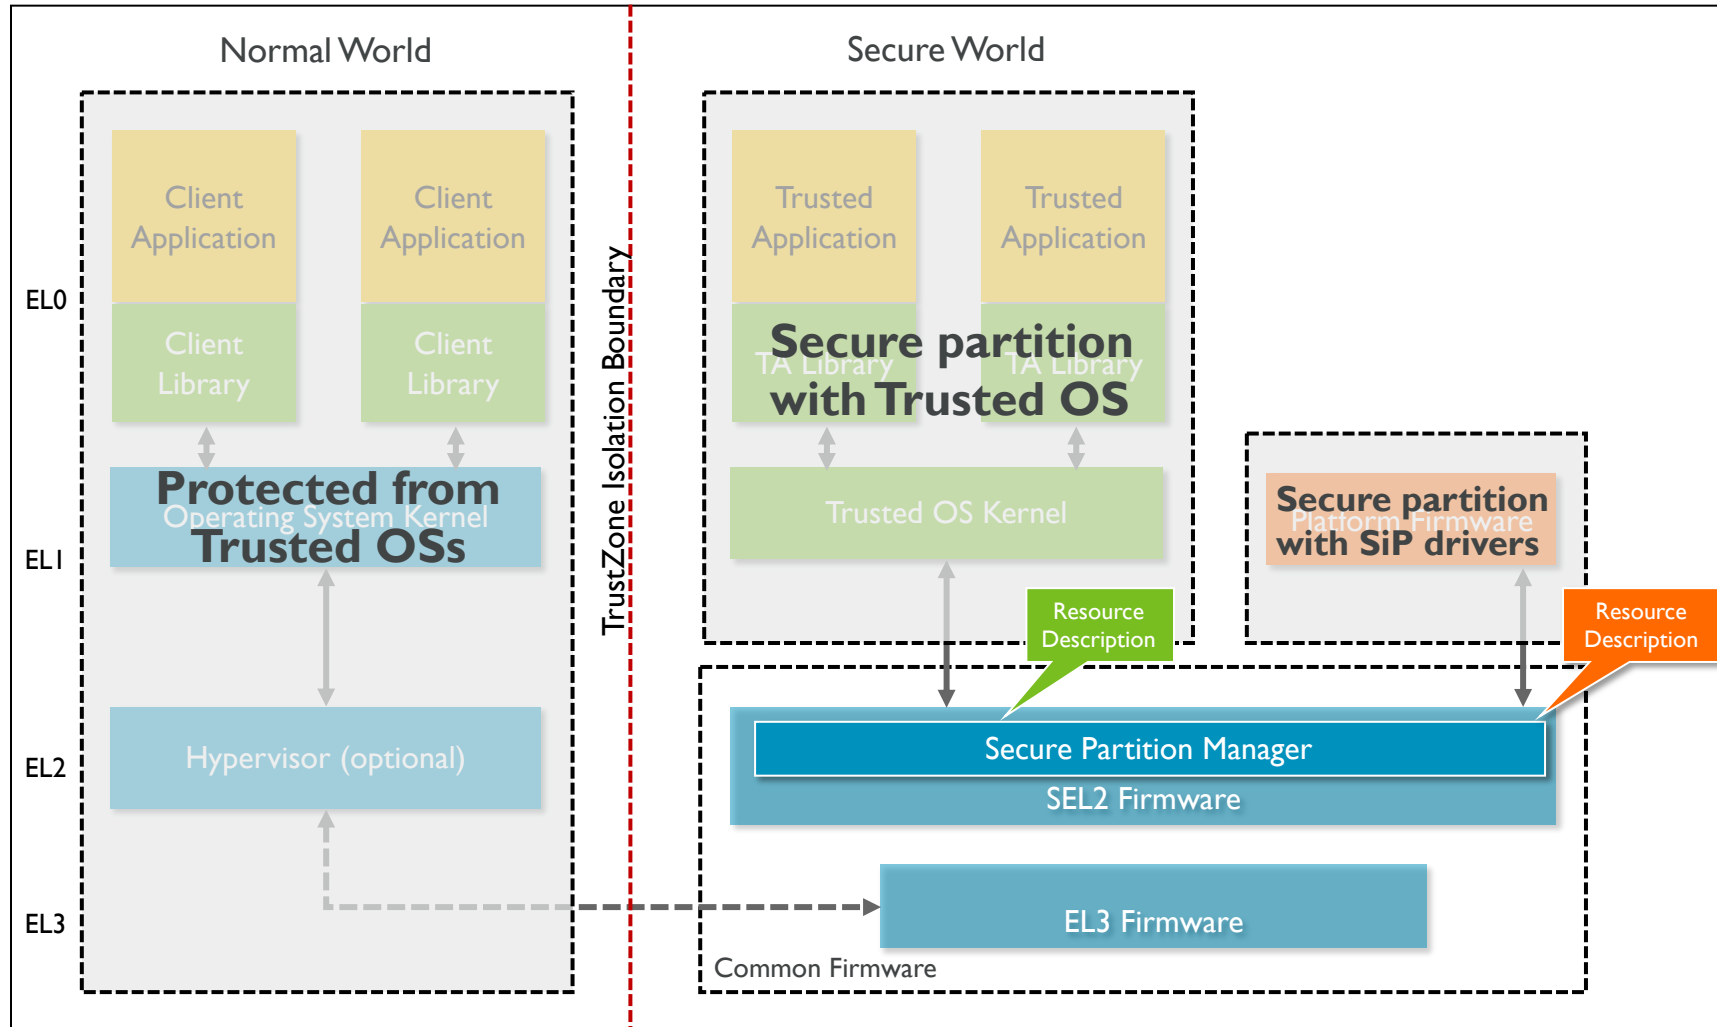 Normal World
Secure World
Client
Application
Client
Application
Trusted
Application
Trusted
Application
EL0
Client
Library
Client
Library
TA Library
TA Library
Secure partition
with Trusted OS
TrustZone Isolation Boundary
Operating System Kernel
Protected from
Trusted OSs
Trusted OS Kernel
Platform Firmware
Secure partition
with SiP drivers
EL1
Resource
Description
Resource
Description
EL2
Hypervisor (optional)
Secure Partition Manager
SEL2 Firmware
EL3
EL3 Firmware
Common Firmware